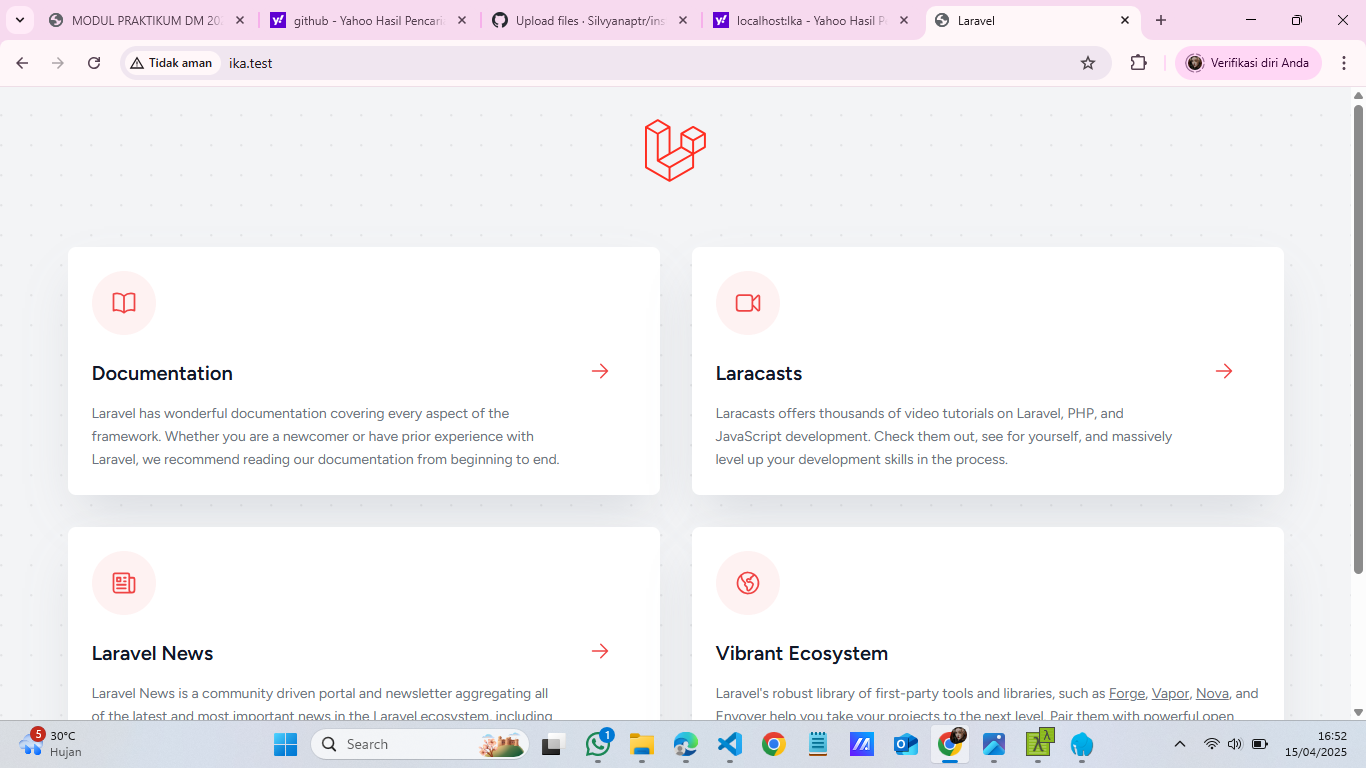 MODUL PRAKTIKUM DM 20
github - Yahoo Hasil Pencari
Upload files · Silvyanaptr/ins
localhost:Ika - Yahoo Hasil P
Laravel
Tidak aman
ika.test
Verifikasi diri Anda
Documentation
Laravel has wonderful documentation covering every aspect of the
framework. Whether you are a newcomer or have prior experience with
Laravel, we recommend reading our documentation from beginning to end.
Laracasts
Laracasts offers thousands of video tutorials on Laravel, PHP, and
JavaScript development. Check them out, see for yourself, and massively
level up your development skills in the process.
Laravel News
Laravel News is a community driven portal and newsletter aggregating all
of the latest and most important news in the Laravel ecosystem, including
Vibrant Ecosystem
Laravel's robust library of first-party tools and libraries, such as Forge, Vapor, Nova, and
Envoyer help you take your projects to the next level. Pair them with powerful open
5
30°C
Hujan
Search
1
16:52
15/04/2025